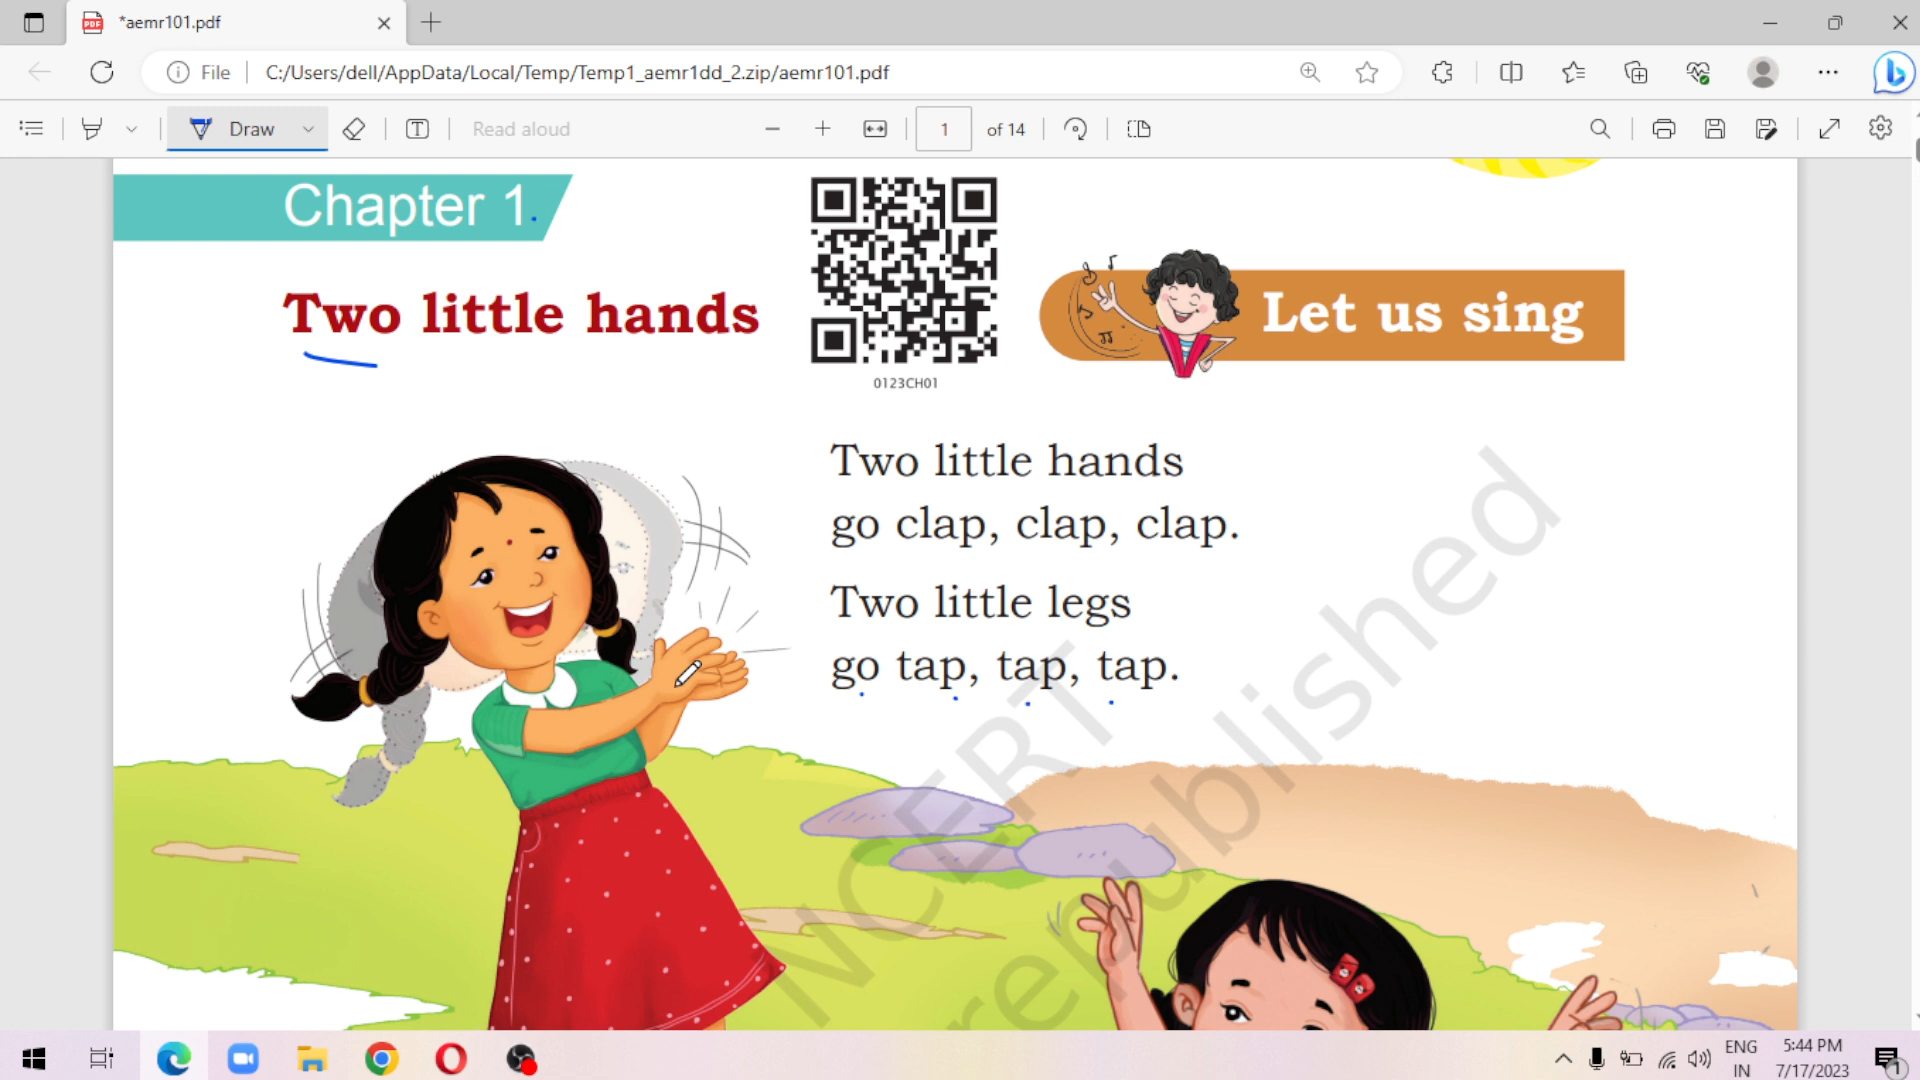 *aemr101.pdf
File C:/Users/dell/AppData/Local/Temp/Temp1_aemr1dd_2.zip/aemr101.pdf
Draw Read aloud 1 of 14
Chapter 1
Two little hands
0123CH01
Let us sing
Two little hands
go clap, clap, clap.
Two little legs
go tap, tap, tap.
NCERT
republished
ENG
IN
5:44 PM
7/17/2023
1